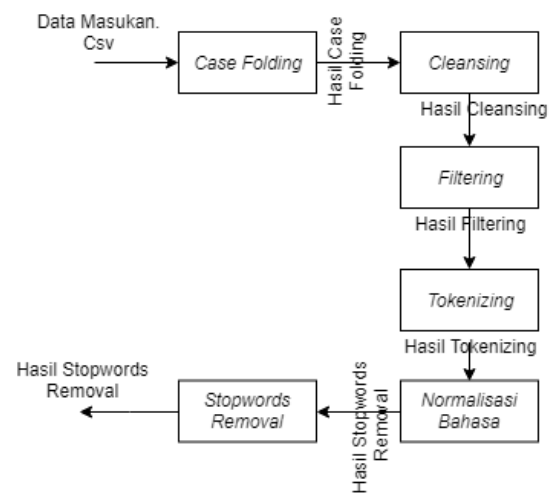 Data Masukan.
Csv
Case Folding
Hasil Case
Folding
Cleansing
Hasil Cleansing
Filtering
Hasil Filtering
Tokenizing
Hasil Tokenizing
Normalisasi
Bahasa
Hasil Stopwords
Removal
Stopwords
Removal
Hasil Stopwords
Removal